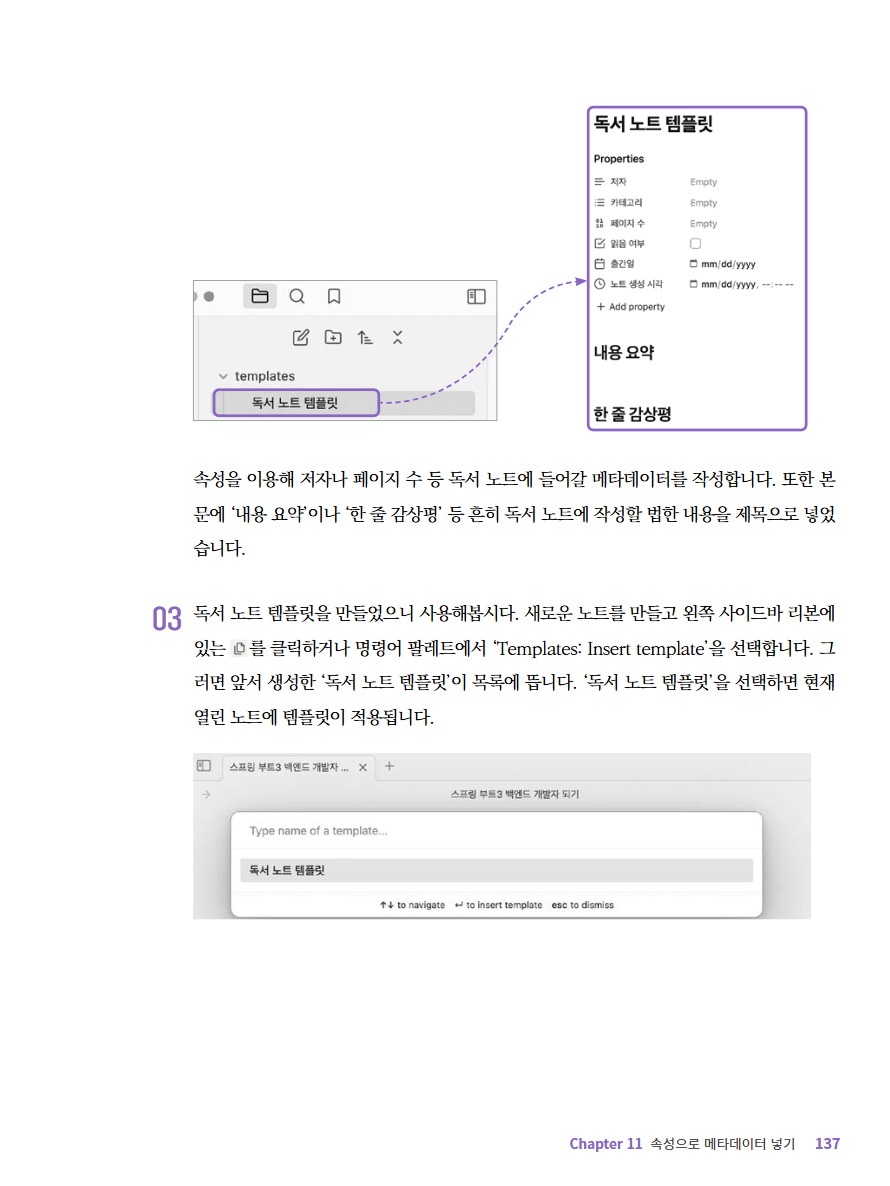 독서 노트 템플릿
Properties
저자 Empty
카테고리 Empty
페이지 수 Empty
읽음 여부
출간일 mm/dd/yyyy
노트 생성 시각 mm/dd/yyyy, --:-- --
+ Add property
내용 요약
한 줄 감상평
templates
독서 노트 템플릿
속성을 이용해 저자나 페이지 수 등 독서 노트에 들어갈 메타데이터를 작성합니다. 또한 본
문에 ‘내용 요약’이나 ‘한 줄 감상평’ 등 흔히 독서 노트에 작성할 법한 내용을 제목으로 넣었
습니다.
03 독서 노트 템플릿을 만들었으니 사용해봅시다. 새로운 노트를 만들고 왼쪽 사이드바 리본에
있는 를 클릭하거나 명령어 팔레트에서 ‘Templates: Insert template’을 선택합니다. 그
러면 앞서 생성한 ‘독서 노트 템플릿’이 목록에 뜹니다. ‘독서 노트 템플릿’을 선택하면 현재
열린 노트에 템플릿이 적용됩니다.
스프링 부트3 백엔드 개발자 ...
스프링 부트3 백엔드 개발자 되기
Type name of a template...
독서 노트 템플릿
↑↓ to navigate ↵ to insert template esc to dismiss
Chapter 11 속성으로 메타데이터 넣기 137